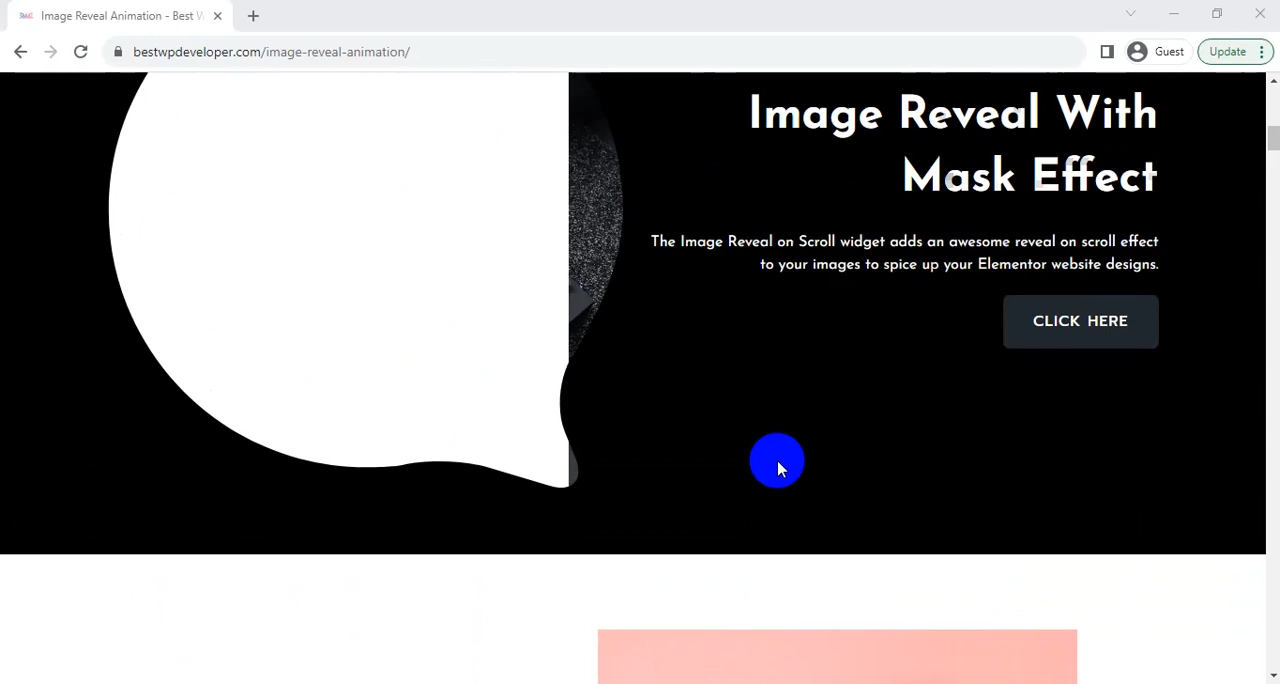 Image Reveal Animation - Best W
bestwpdeveloper.com/image-reveal-animation/
Guest
Update
Image Reveal With
Mask Effect
The Image Reveal on Scroll widget adds an awesome reveal on scroll effect
to your images to spice up your Elementor website designs.
CLICK HERE